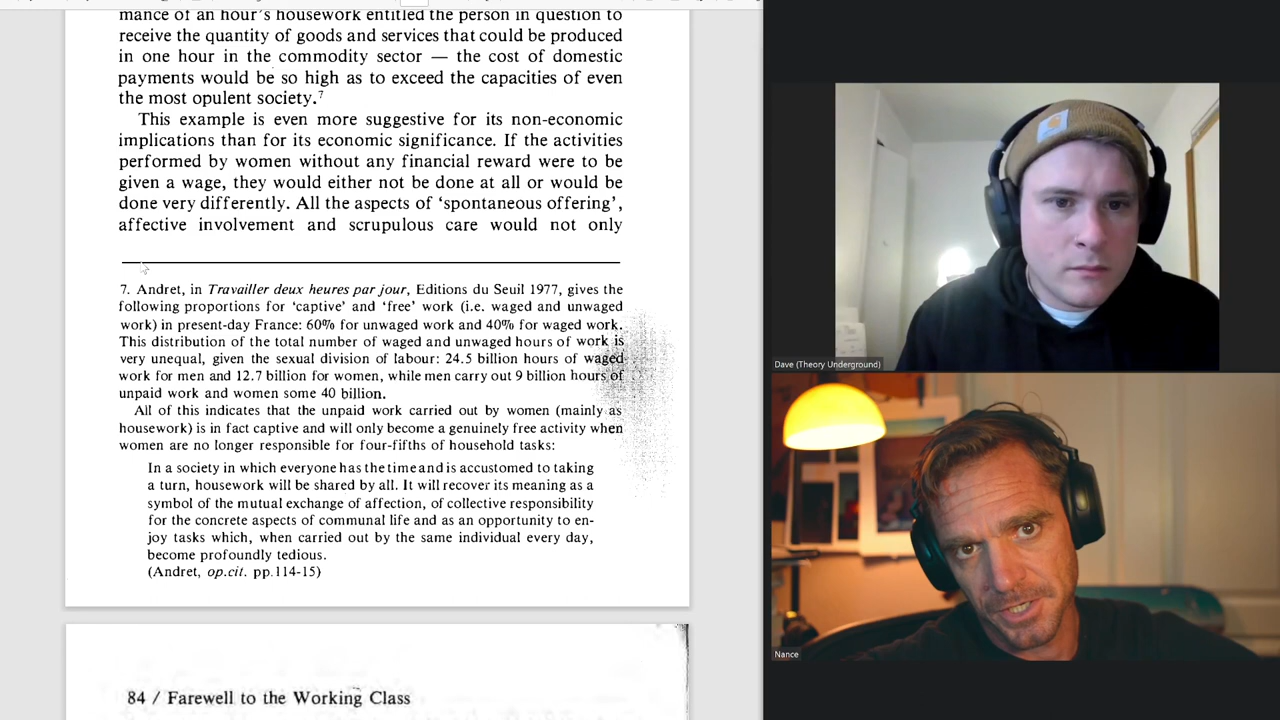 mance of an hour's housework entitled the person in question to
receive the quantity of goods and services that could be produced
in one hour in the commodity sector — the cost of domestic
payments would be so high as to exceed the capacities of even
the most opulent society.7
This example is even more suggestive for its non-economic
implications than for its economic significance. If the activities
performed by women without any financial reward were to be
given a wage, they would either not be done at all or would be
done very differently. All the aspects of 'spontaneous offering',
affective involvement and scrupulous care would not only
7. Andret, in Travailler deux heures par jour, Editions du Seuil 1977, gives the
following proportions for 'captive' and 'free' work (i.e. waged and unwaged
work) in present-day France: 60% for unwaged work and 40% for waged work.
This distribution of the total number of waged and unwaged hours of work is
very unequal, given the sexual division of labour: 24.5 billion hours of waged
work for men and 12.7 billion for women, while men carry out 9 billion hours of
unpaid work and women some 40 billion.
All of this indicates that the unpaid work carried out by women (mainly as
housework) is in fact captive and will only become a genuinely free activity when
women are no longer responsible for four-fifths of household tasks:
In a society in which everyone has the time and is accustomed to taking
a turn, housework will be shared by all. It will recover its meaning as a
symbol of the mutual exchange of affection, of collective responsibility
for the concrete aspects of communal life and as an opportunity to en-
joy tasks which, when carried out by the same individual every day,
become profoundly tedious.
(Andret, op.cit. pp.114-15)
84 / Farewell to the Working Class
Dave (Theory Underground)
Nance